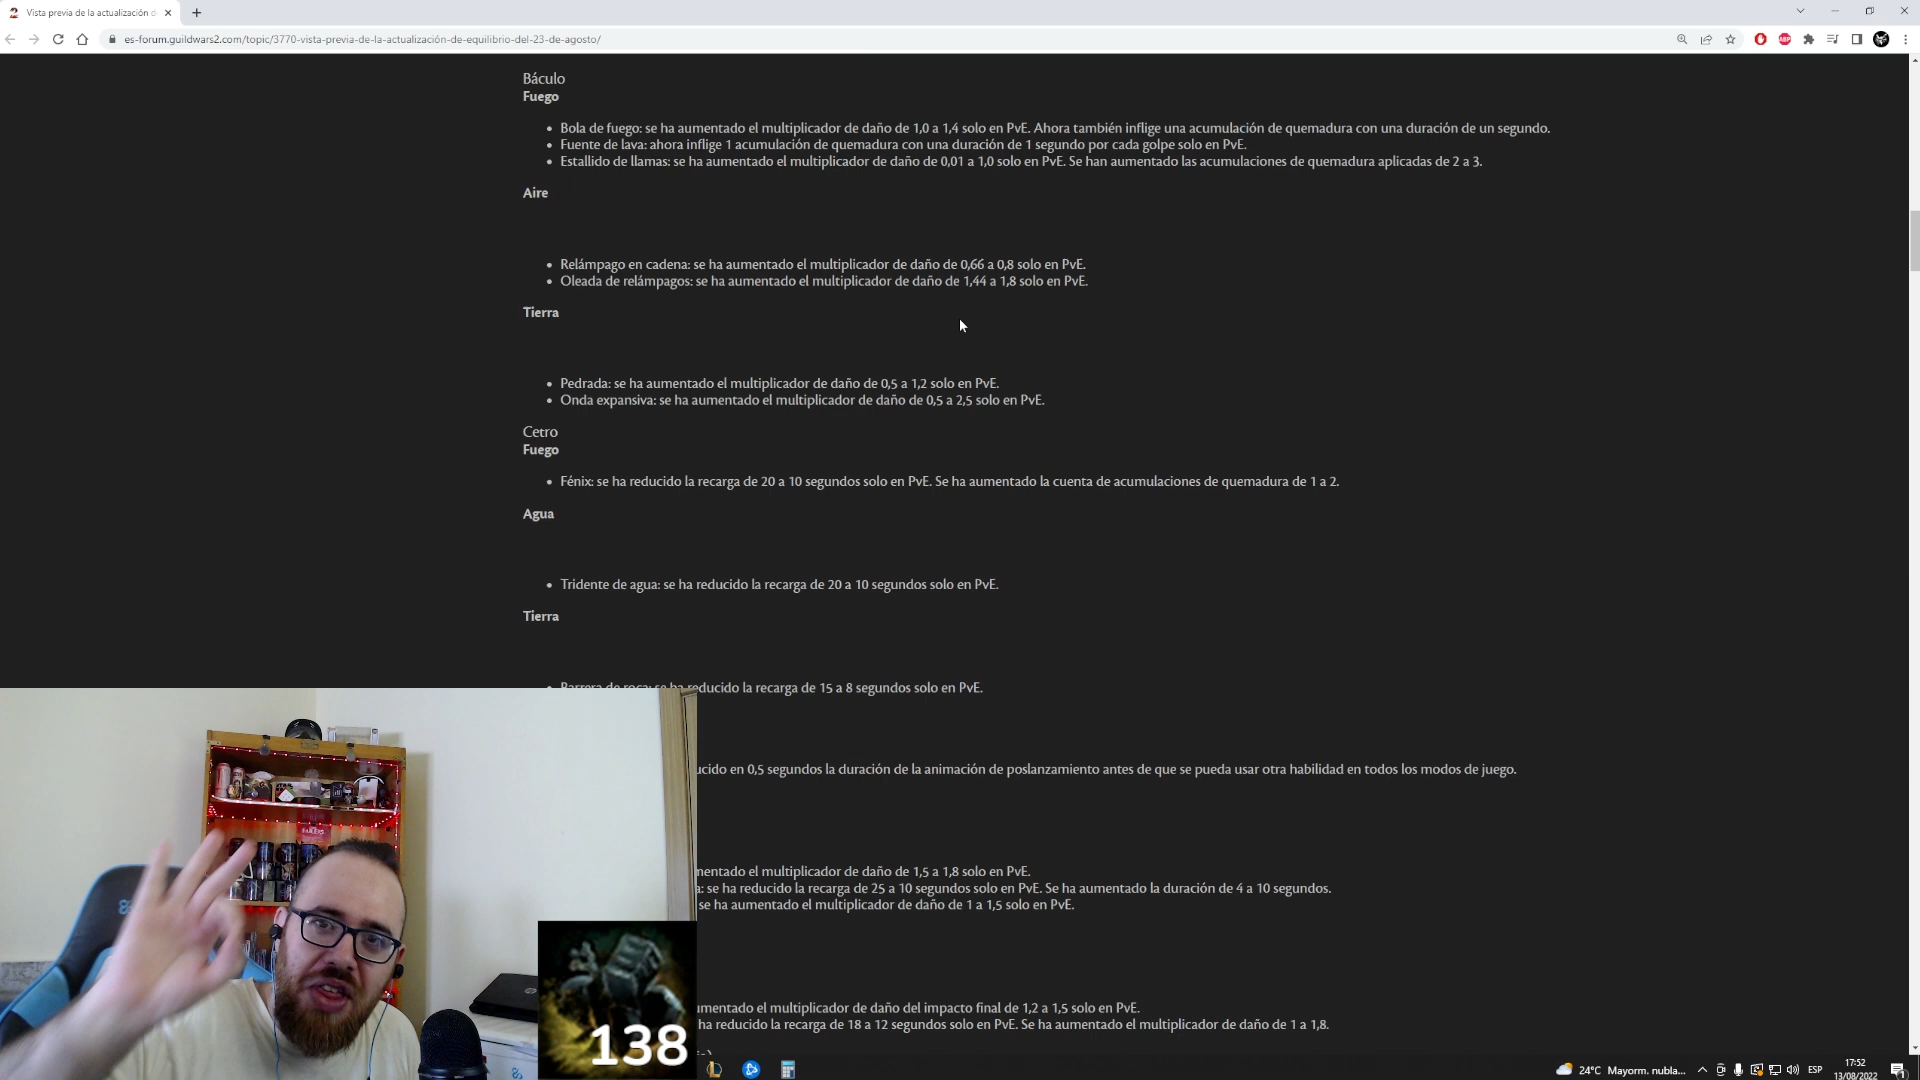 Vista previa de la actualización d
es-forum.guildwars2.com/topic/3770-vista-previa-de-la-actualización-de-equilibrio-del-23-de-agosto/
ABP
Báculo
Fuego
• Bola de fuego: se ha aumentado el multiplicador de daño de 1,0 a 1,4 solo en PvE. Ahora también inflige una acumulación de quemadura con una duración de un segundo.
• Fuente de lava: ahora inflige 1 acumulación de quemadura con una duración de 1 segundo por cada golpe solo en PvE.
• Estallido de llamas: se ha aumentado el multiplicador de daño de 0,01 a 1,0 solo en PvE. Se han aumentado las acumulaciones de quemadura aplicadas de 2 a 3.
Aire
• Relámpago en cadena: se ha aumentado el multiplicador de daño de 0,66 a 0,8 solo en PvE.
• Oleada de relámpagos: se ha aumentado el multiplicador de daño de 1,44 a 1,8 solo en PvE.
Tierra
• Pedrada: se ha aumentado el multiplicador de daño de 0,5 a 1,2 solo en PvE.
• Onda expansiva: se ha aumentado el multiplicador de daño de 0,5 a 2,5 solo en PvE.
Cetro
Fuego
• Fénix: se ha reducido la recarga de 20 a 10 segundos solo en PvE. Se ha aumentado la cuenta de acumulaciones de quemadura de 1 a 2.
Agua
• Tridente de agua: se ha reducido la recarga de 20 a 10 segundos solo en PvE.
Tierra
• Barrera de roca: se ha reducido la recarga de 15 a 8 segundos solo en PvE.
ucido en 0,5 segundos la duración de la animación de poslanzamiento antes de que se pueda usar otra habilidad en todos los modos de juego.
mentado el multiplicador de daño de 1,5 a 1,8 solo en PvE.
: se ha reducido la recarga de 25 a 10 segundos solo en PvE. Se ha aumentado la duración de 4 a 10 segundos.
se ha aumentado el multiplicador de daño de 1 a 1,5 solo en PvE.
umentado el multiplicador de daño del impacto final de 1,2 a 1,5 solo en PvE.
ha reducido la recarga de 18 a 12 segundos solo en PvE. Se ha aumentado el multiplicador de daño de 1 a 1,8.
138
24°C Mayorm. nubla...
ESP
17:52
13/08/2022